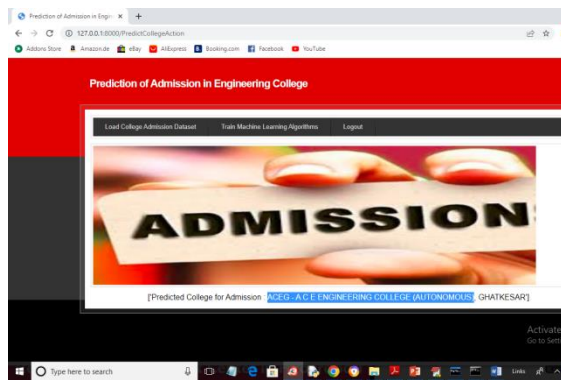 Prediction of Admission in Engin
127.0.0.1:8000/PredictCollegeAction
Addons Store Amazon.de eBay AliExpress Booking.com Facebook YouTube
Prediction of Admission in Engineering College
Load College Admission Dataset Train Machine Learning Algorithms Logout
ADMISSION
['Predicted College for Admission : ACEG - A C E ENGINEERING COLLEGE (AUTONOMOUS), GHATKESAR']
Activate
Go to Setti
Type here to search Links